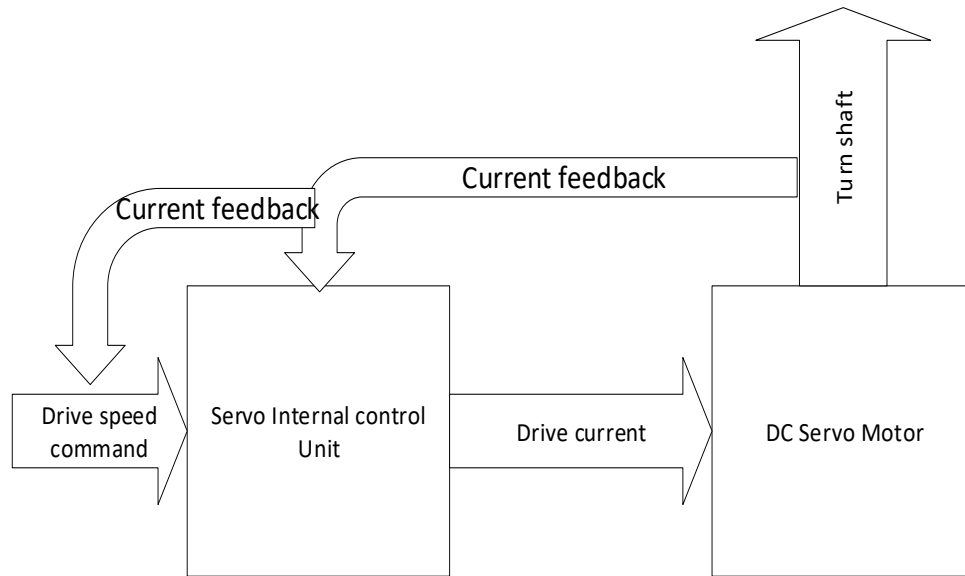 Turn shaft
Current feedback
Current feedback
Drive speed
command
Servo Internal control
Unit
Drive current
DC Servo Motor